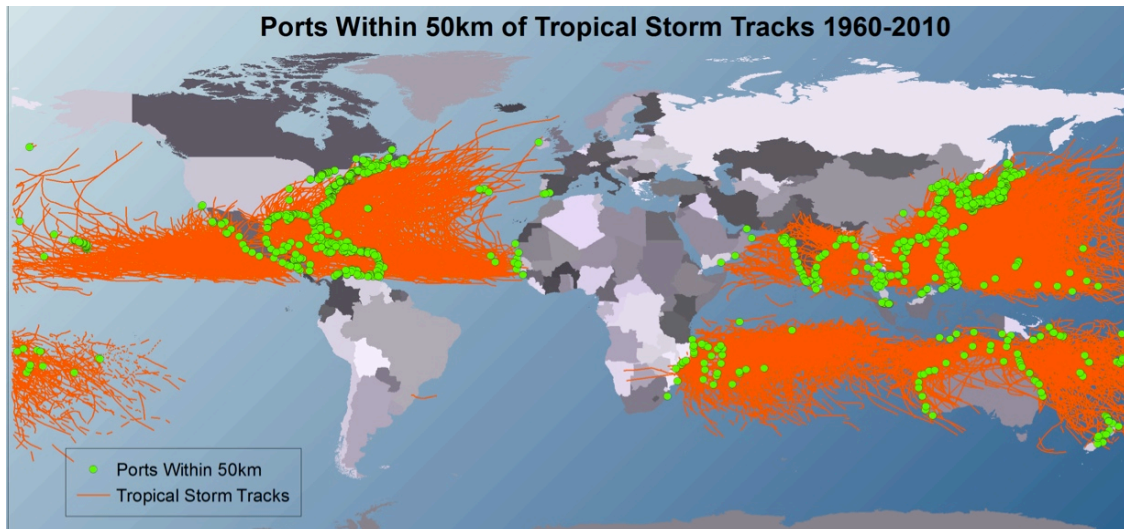 Ports Within 50km of Tropical Storm Tracks 1960-2010
Ports Within 50km
Tropical Storm Tracks